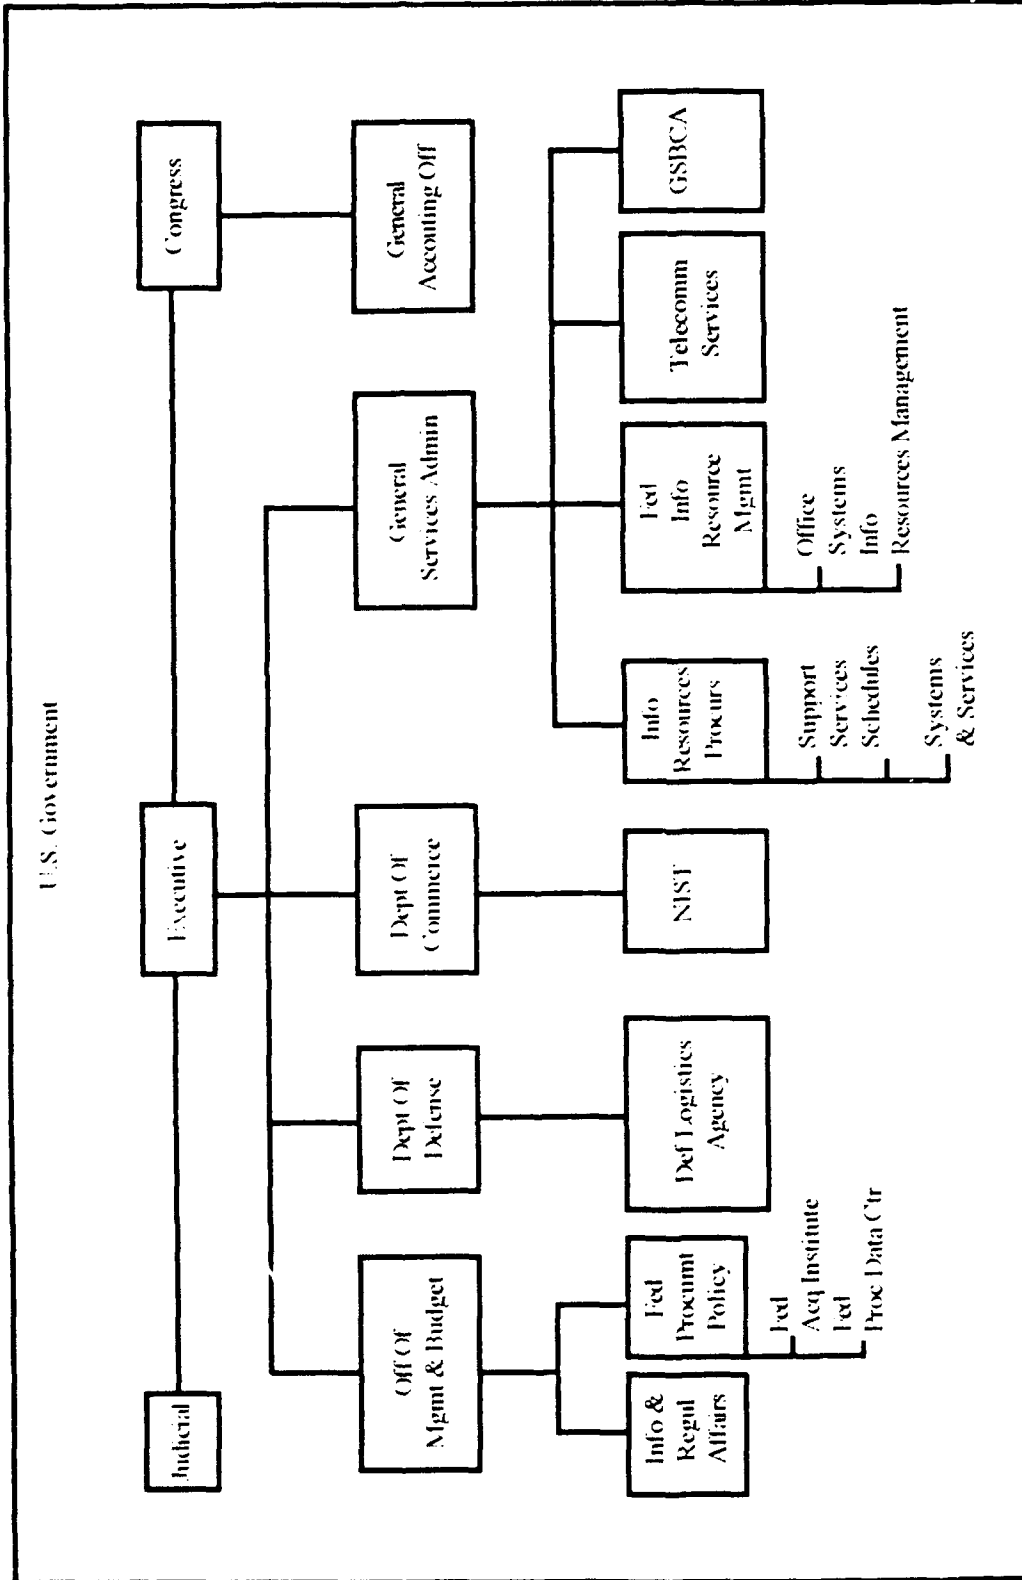 U.S. Government
Judicial
Executive
Congress
Off Of
Mgmt & Budget
Dept Of
Defense
Dept Of
Commerce
General
Services Admin
General
Accouting Off
Info &
Regul
Affairs
Fed
Procurmt
Policy
Def Logistics
Agency
NIST
Info
Resources
Procurs
Fed
Info
Resource
Mgmt
Telecomm
Services
GSBCA
Fed
Acq Institute
Fed
Proc Data Ctr
Support
Services
Schedules
Systems
& Services
Office
Systems
Info
Resources Management